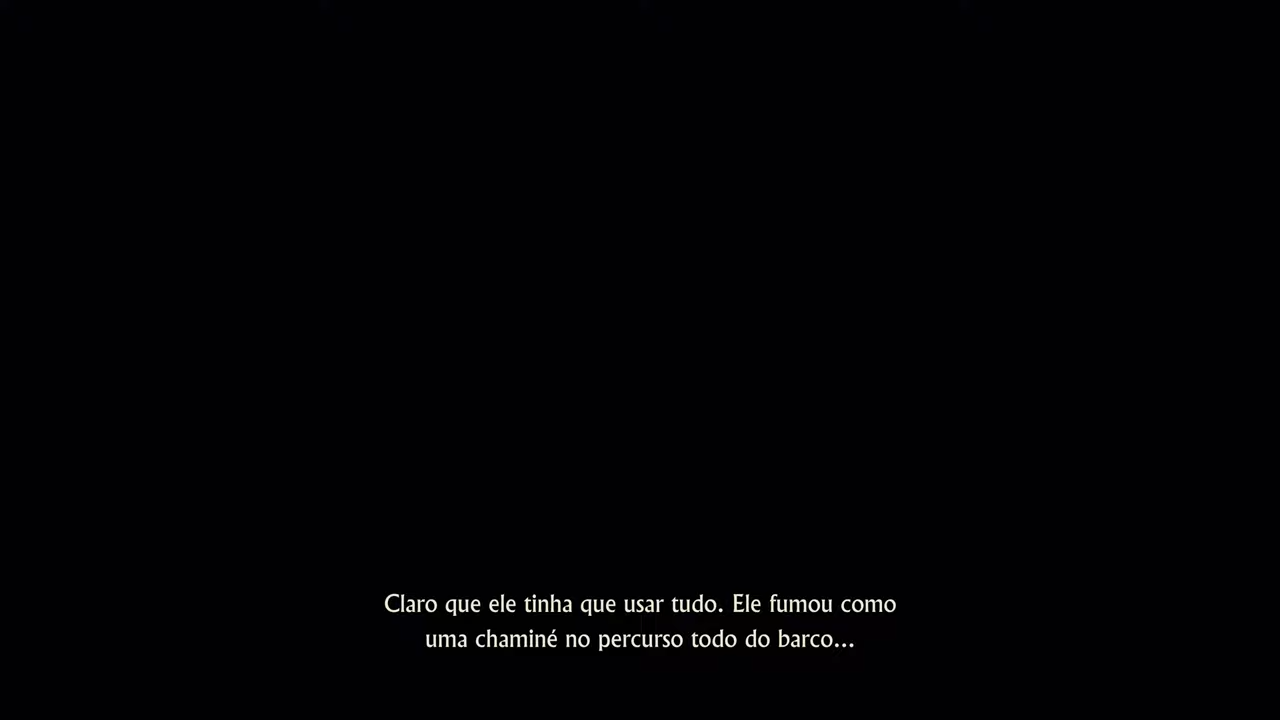 Claro que ele tinha que usar tudo. Ele fumou como
uma chaminé no percurso todo do barco...